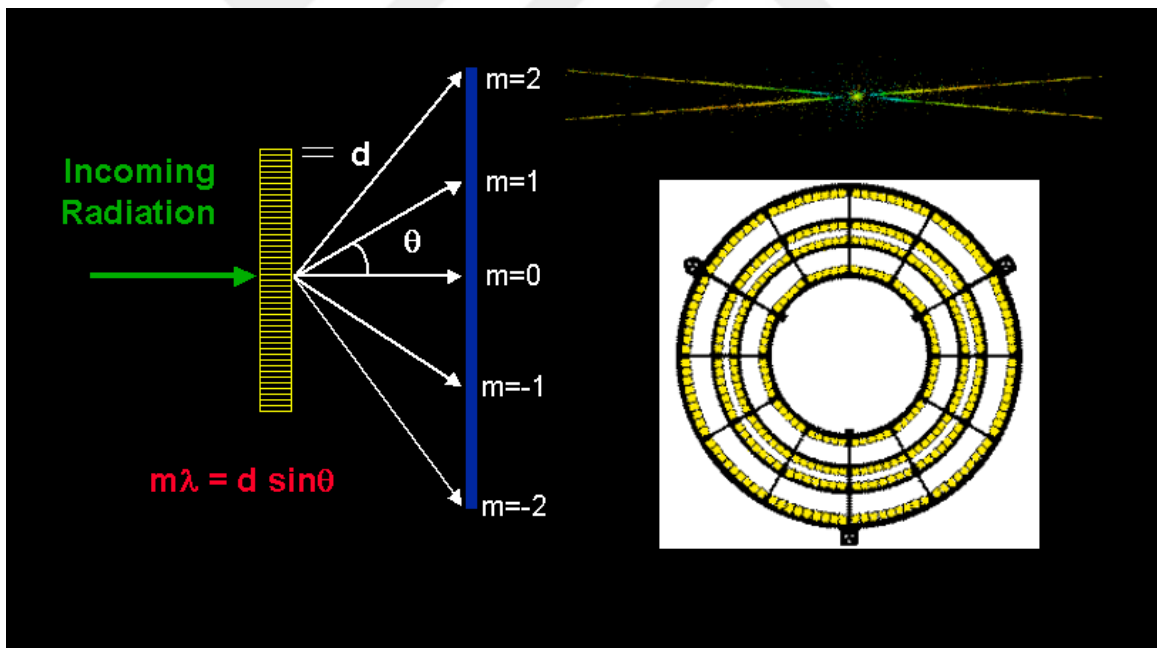 m=2
d
Incoming
Radiation
m=1
θ
m=0
m=-1
mλ = d sinθ
m=-2